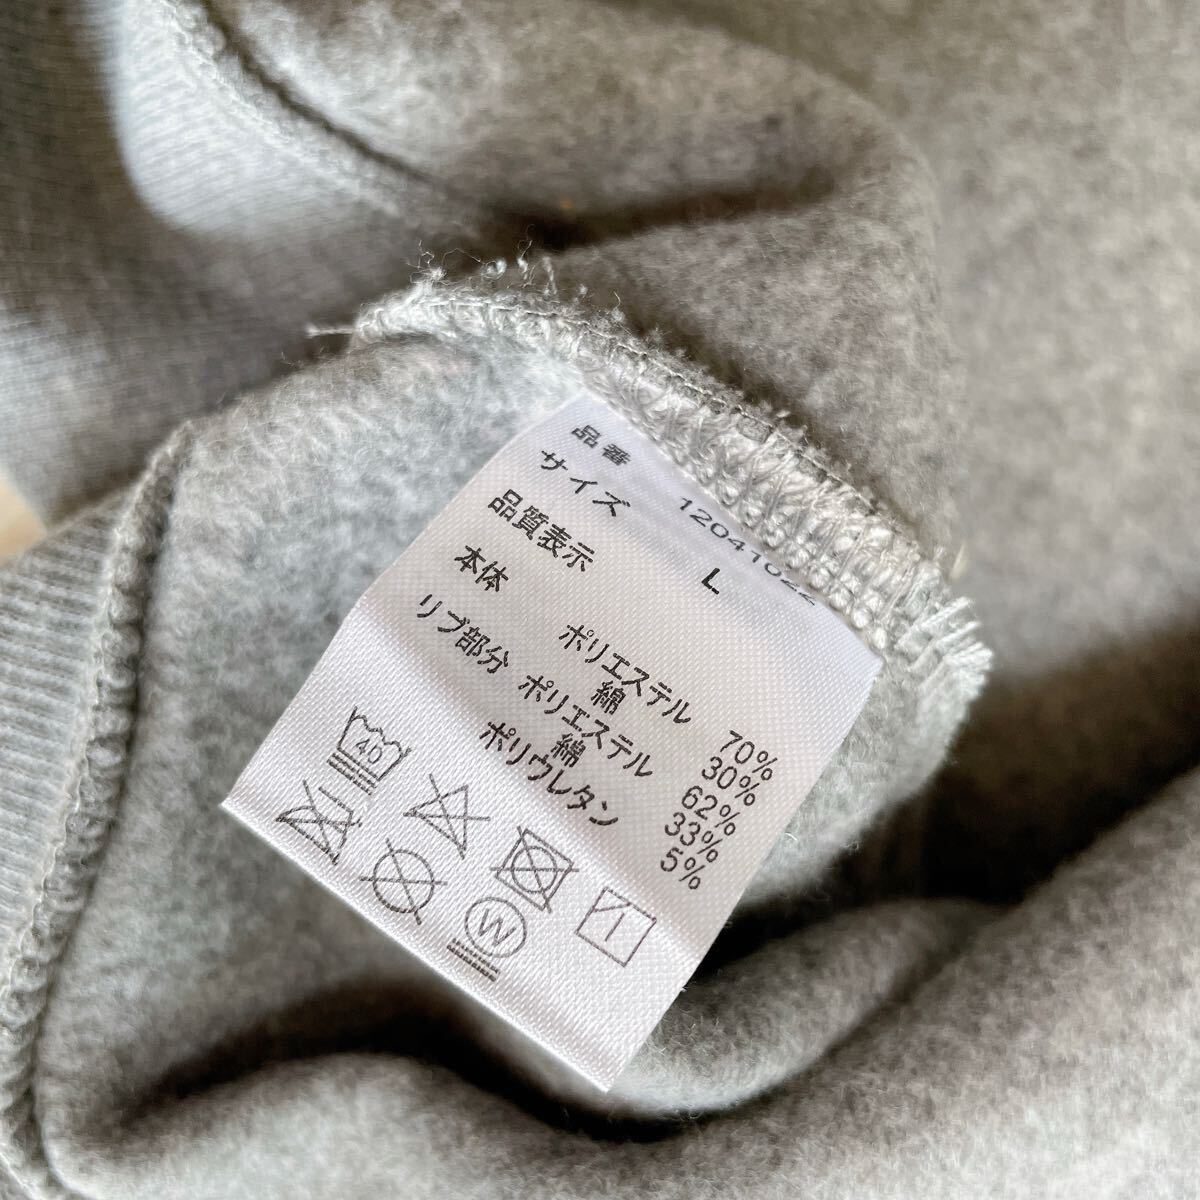 品番 12041022
サイズ L
品質表示
本体 ポリエステル 70%
綿 30%
リブ部分 ポリエステル 62%
綿 33%
ポリウレタン 5%
40
W